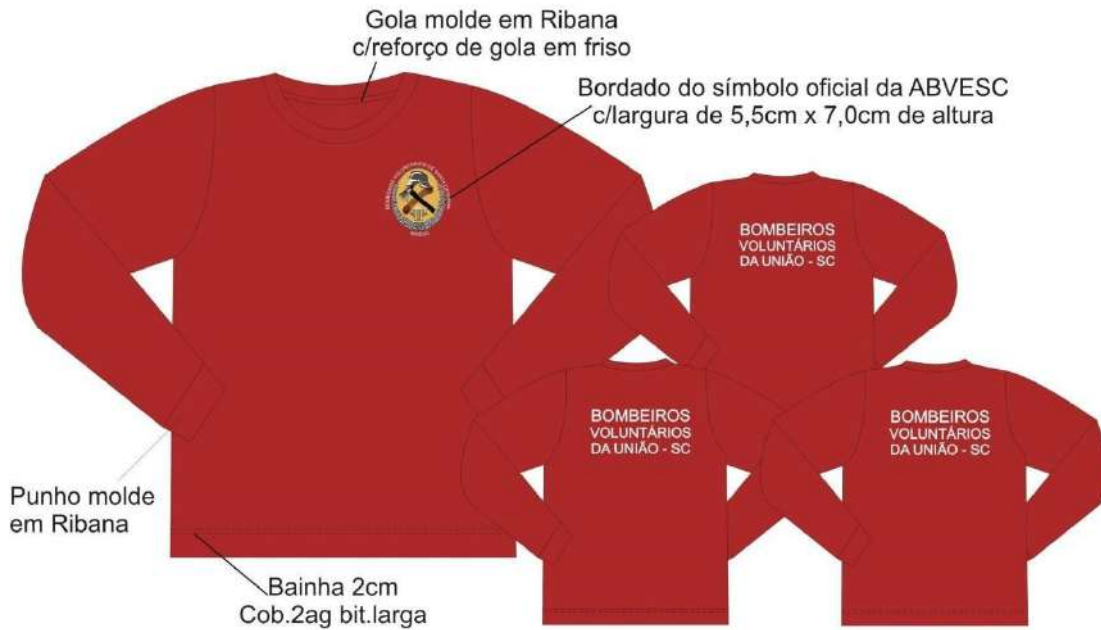 Gola molde em Ribana
c/reforço de gola em friso
Bordado do símbolo oficial da ABVESC
c/largura de 5,5cm x 7,0cm de altura
BOMBEIROS
VOLUNTÁRIOS
DA UNIÃO - SC
BOMBEIROS
VOLUNTÁRIOS
DA UNIÃO - SC
BOMBEIROS
VOLUNTÁRIOS
DA UNIÃO - SC
Punho molde
em Ribana
Bainha 2cm
Cob.2ag bit.larga